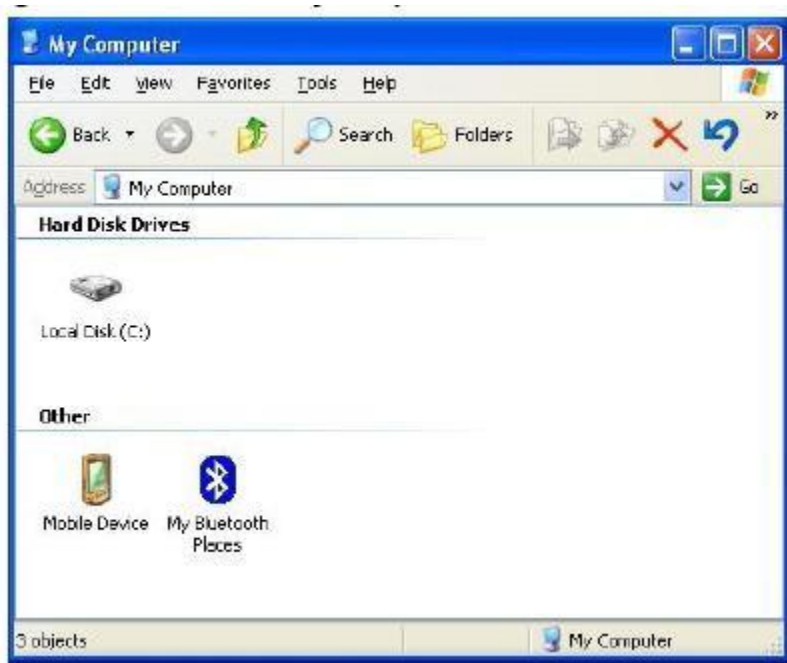 My Computer
File Edit View Favorites Tools Help
Back Search Folders »
Address My Computer Go
Hard Disk Drives
Local Disk (C:)
Other
Mobile Device My Bluetooth
Places
3 objects My Computer